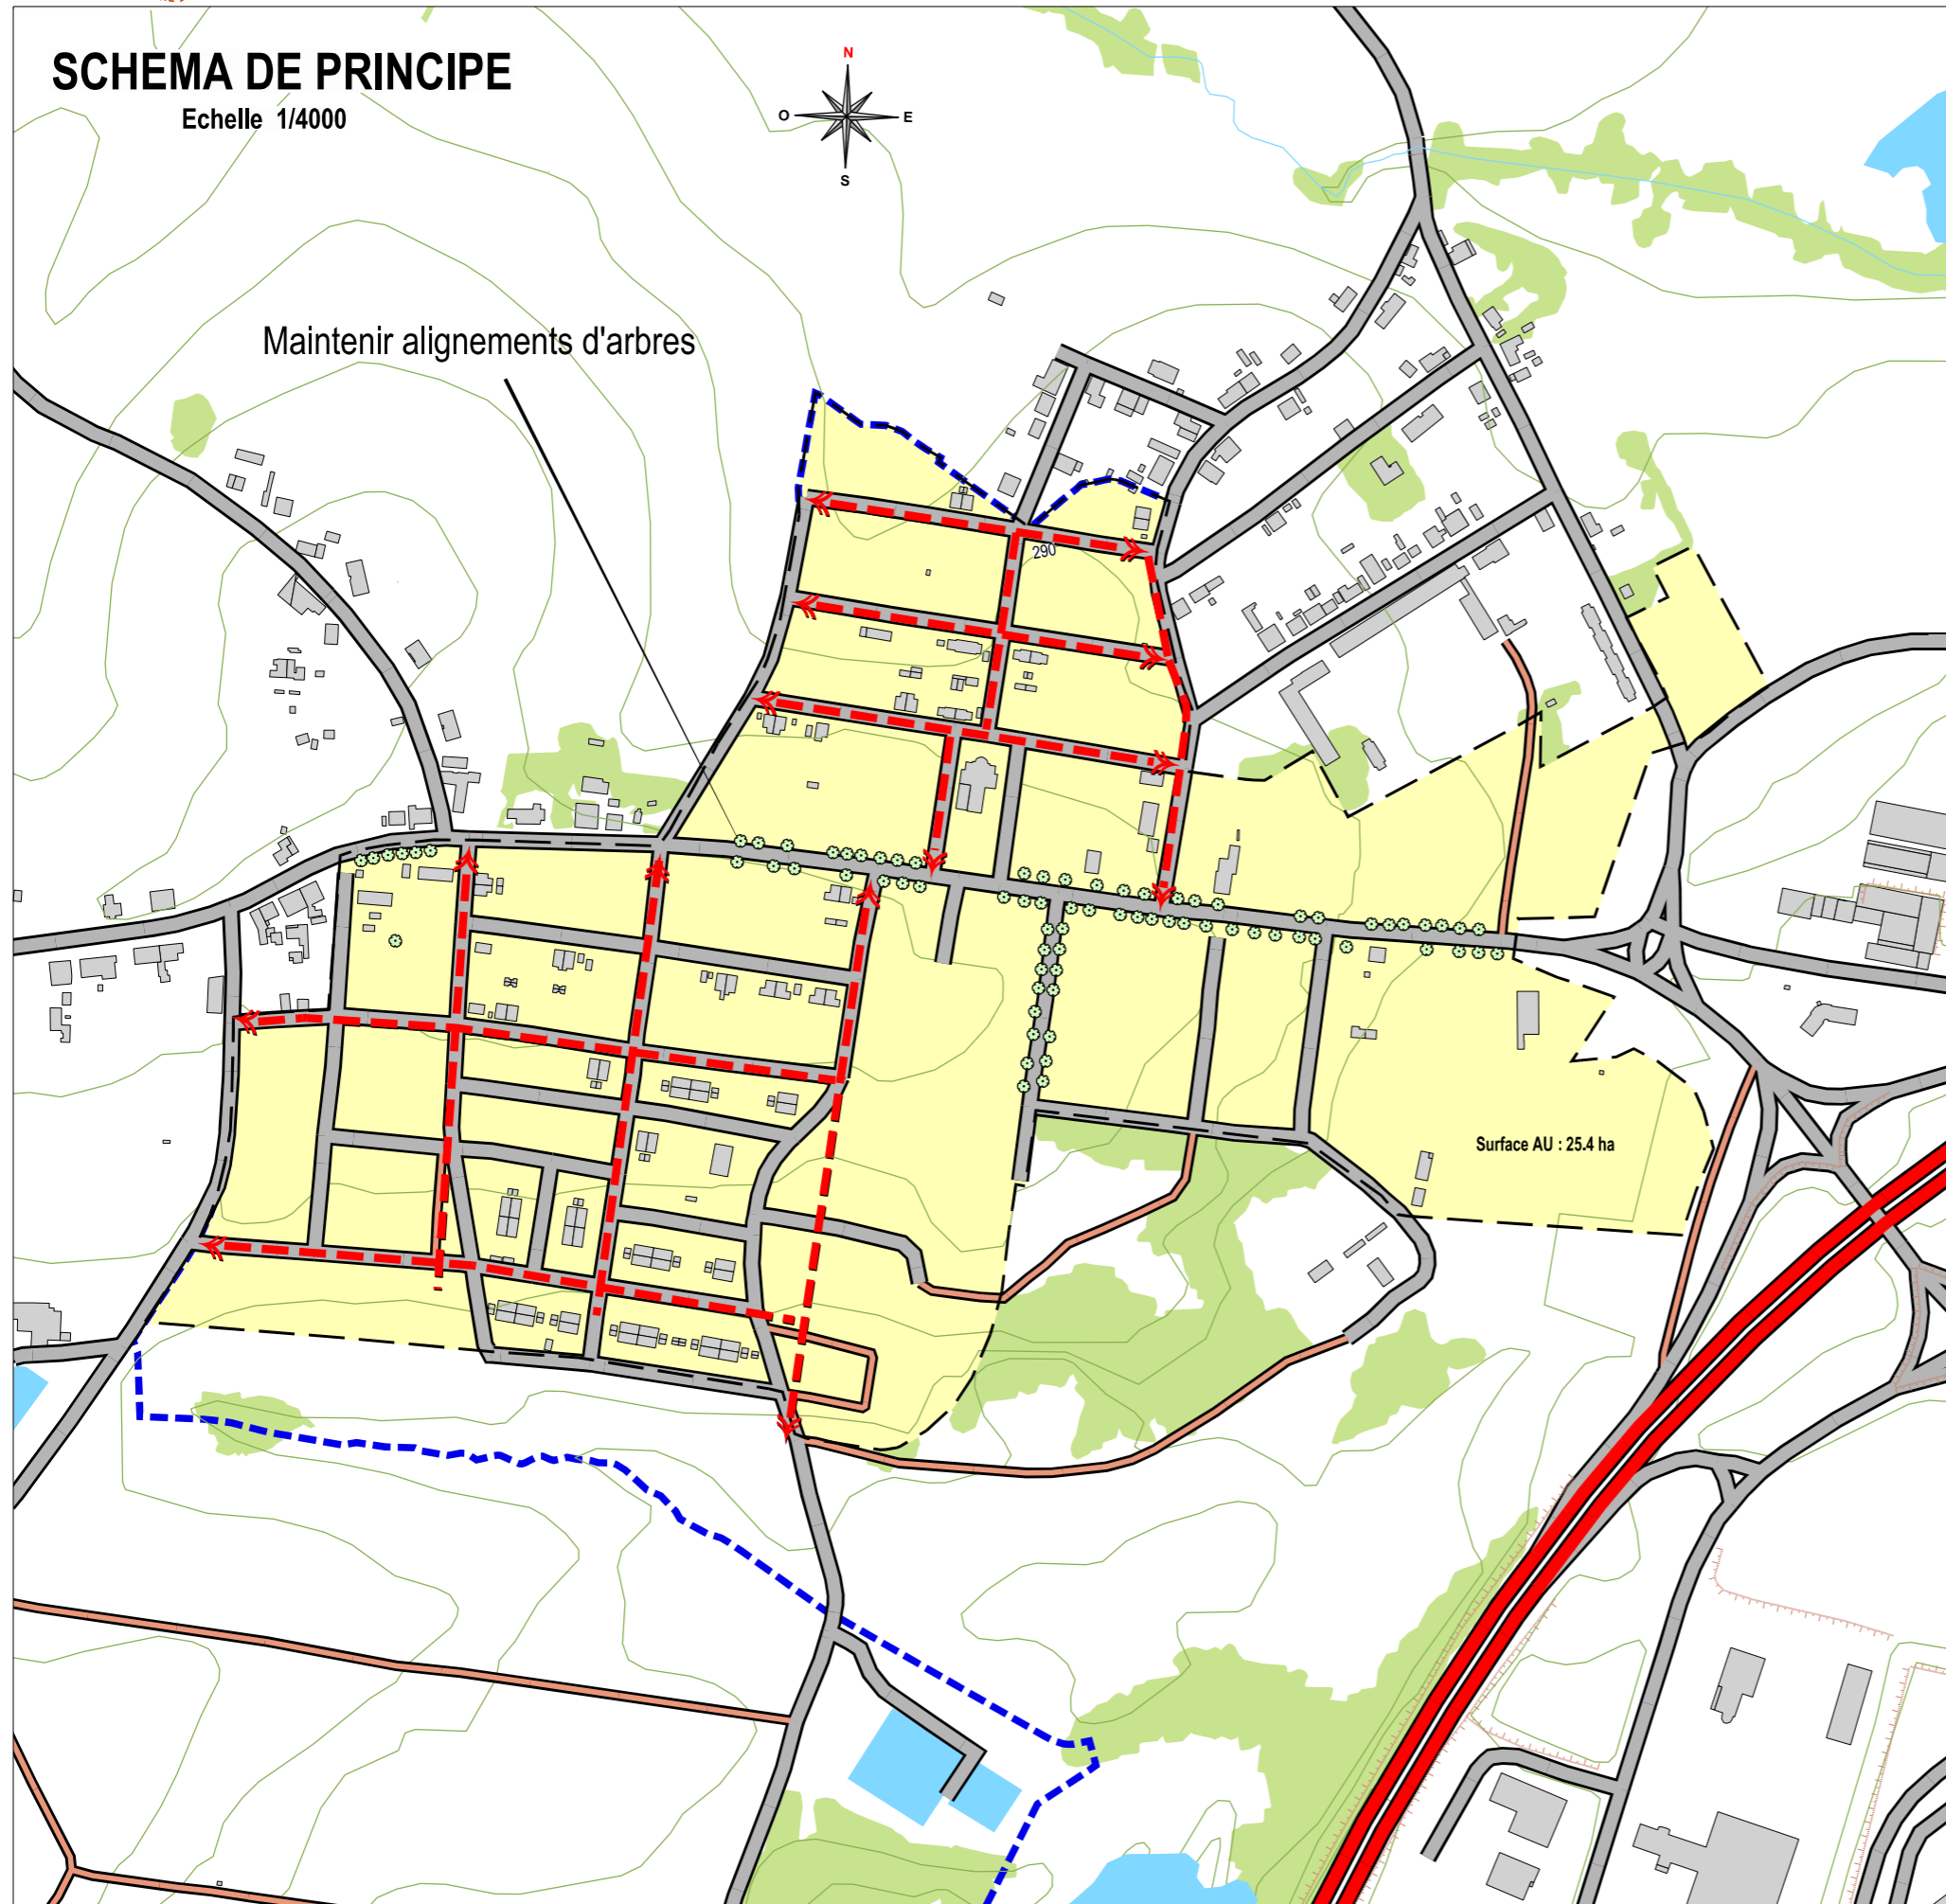 SCHEMA DE PRINCIPE
Echelle 1/4000
N
O
E
S
Maintenir alignements d'arbres
290
Surface AU : 25.4 ha